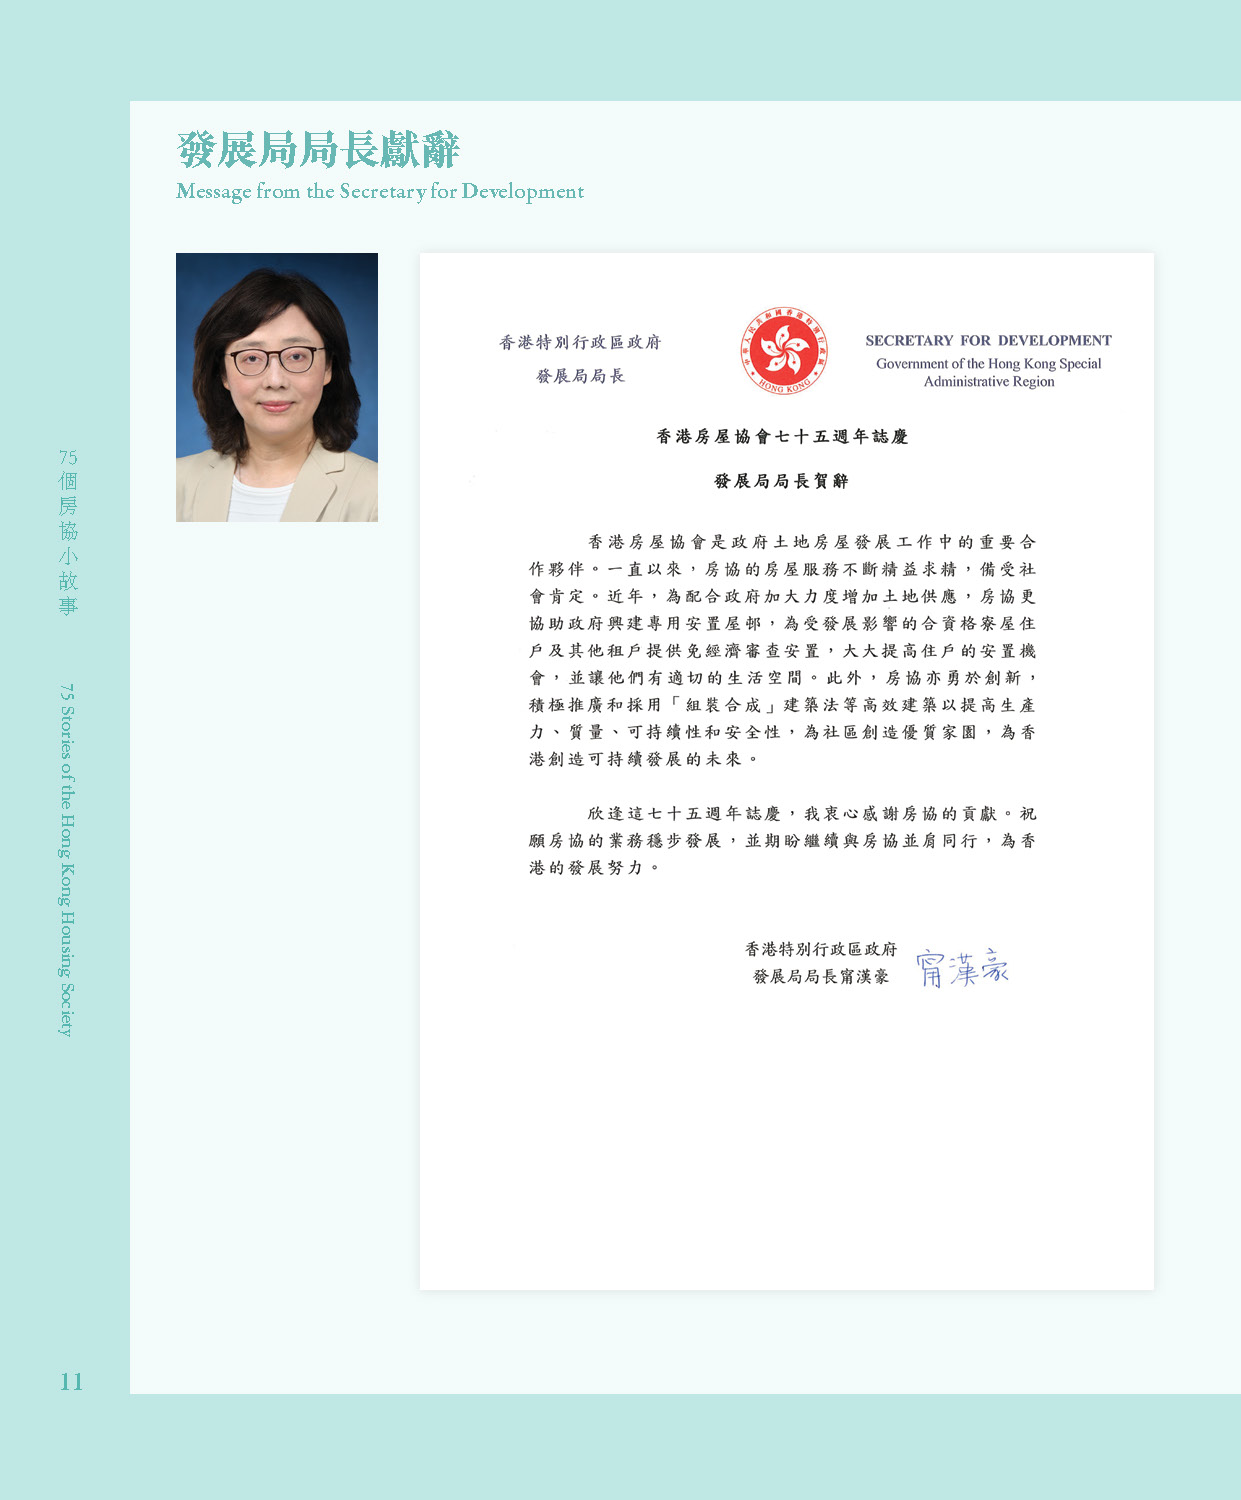 發展局局長獻辭
Message from the Secretary for Development
香港特別行政區政府
發展局局長
中華人民共和國香港特別行政區
HONG KONG
SECRETARY FOR DEVELOPMENT
Government of the Hong Kong Special
Administrative Region
香港房屋協會七十五週年誌慶
發展局局長賀辭
香港房屋協會是政府土地房屋發展工作中的重要合
作夥伴。一直以來，房協的房屋服務不斷精益求精，備受社
會肯定。近年，為配合政府加大力度增加土地供應，房協更
協助政府興建專用安置屋邨，為受發展影響的合資格寮屋住
戶及其他租戶提供免經濟審查安置，大大提高住戶的安置機
會，並讓他們有適切的生活空間。此外，房協亦勇於創新，
積極推廣和採用「組裝合成」建築法等高效建築以提高生產
力、質量、可持續性和安全性，為社區創造優質家園，為香
港創造可持續發展的未來。
欣逢這七十五週年誌慶，我衷心感謝房協的貢獻。祝
願房協的業務穩步發展，並期盼繼續與房協並肩同行，為香
港的發展努力。
香港特別行政區政府
發展局局長甯漢豪
甯漢豪
75個房協小故事
75 Stories of the Hong Kong Housing Society
11